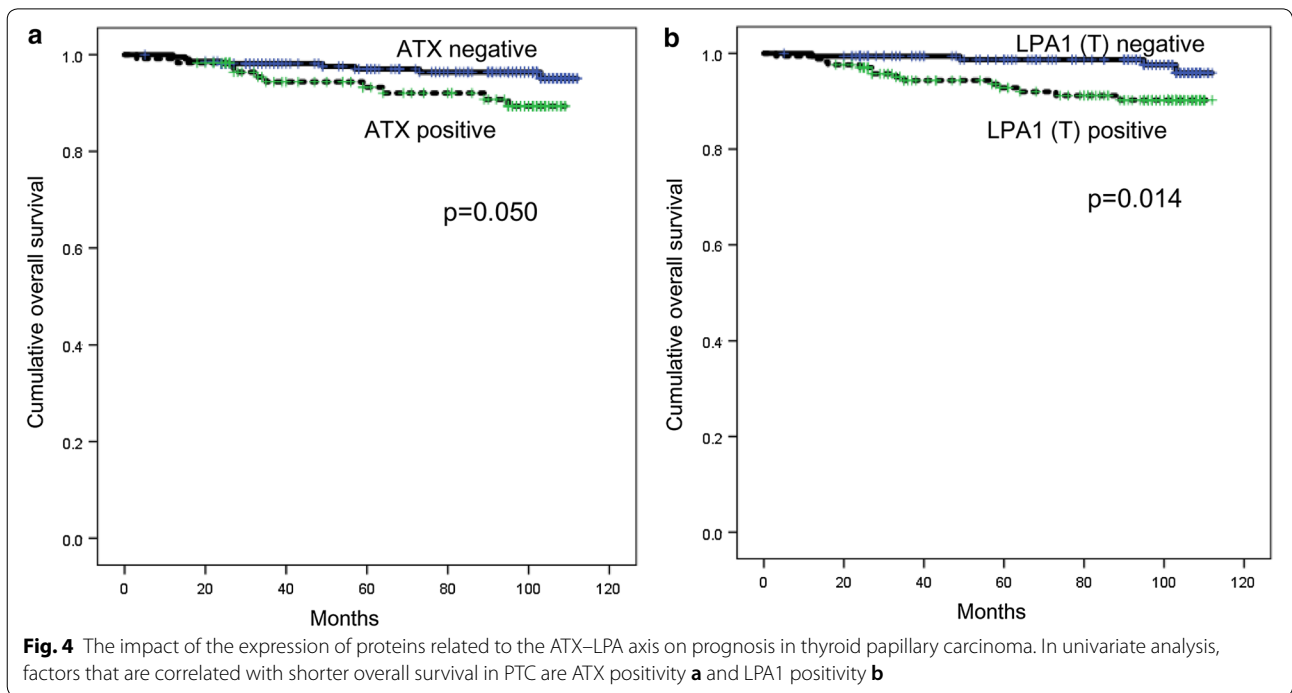 a
ATX negative
ATX positive
p=0.050
Cumulative overall survival
1.0
0.8
0.6
0.4
0.2
0.0
0 20 40 60 80 100 120
Months
b
LPA1 (T) negative
LPA1 (T) positive
p=0.014
Cumulative overall survival
1.0
0.8
0.6
0.4
0.2
0.0
0 20 40 60 80 100 120
Months
Fig. 4 The impact of the expression of proteins related to the ATX–LPA axis on prognosis in thyroid papillary carcinoma. In univariate analysis,
factors that are correlated with shorter overall survival in PTC are ATX positivity a and LPA1 positivity b